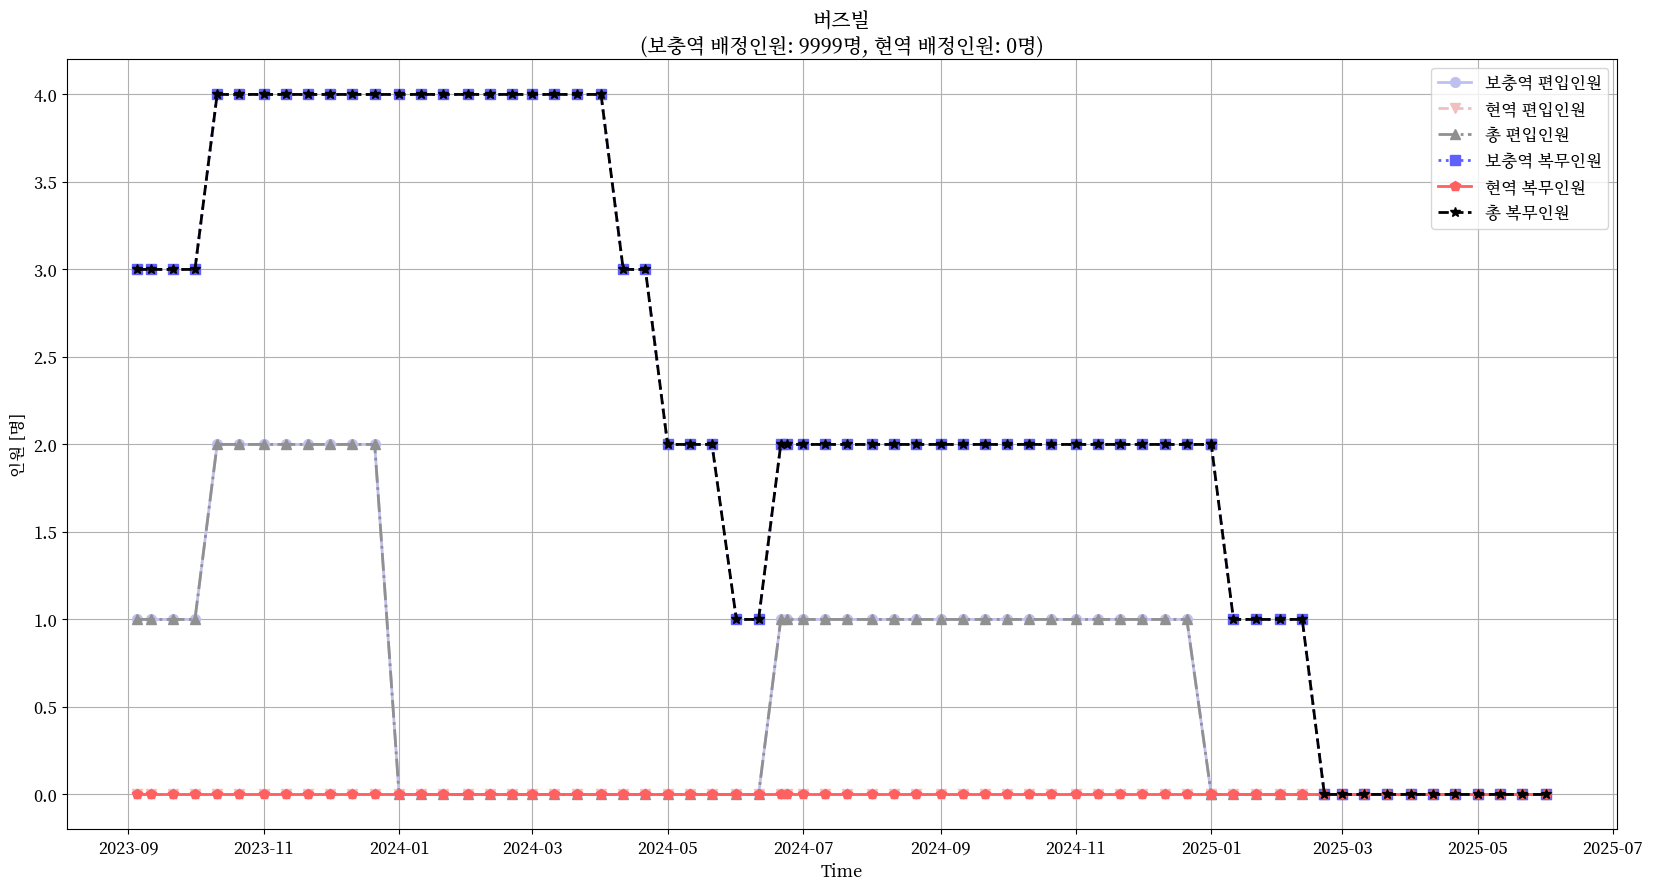 버즈빌
(보충역 배정인원: 9999명, 현역 배정인원: 0명)
보충역 편입인원
현역 편입인원
총 편입인원
보충역 복무인원
현역 복무인원
총 복무인원
인원 [명]
4.0
3.5
3.0
2.5
2.0
1.5
1.0
0.5
0.0
2023-09 2023-11 2024-01 2024-03 2024-05 2024-07 2024-09 2024-11 2025-01 2025-03 2025-05 2025-07
Time